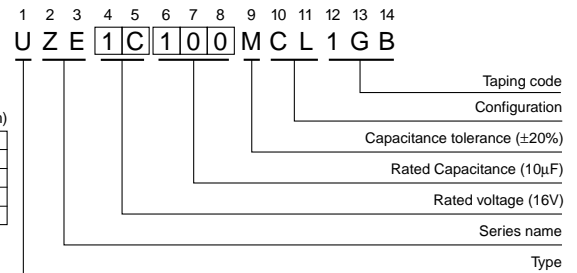 1 2 3 4 5 6 7 8 9 10 11 12 13 14
U Z E 1 C 1 0 0 M C L 1 G B
Taping code
Configuration
)
Capacitance tolerance (±20%)
Rated Capacitance (10µF)
Rated voltage (16V)
Series name
Type